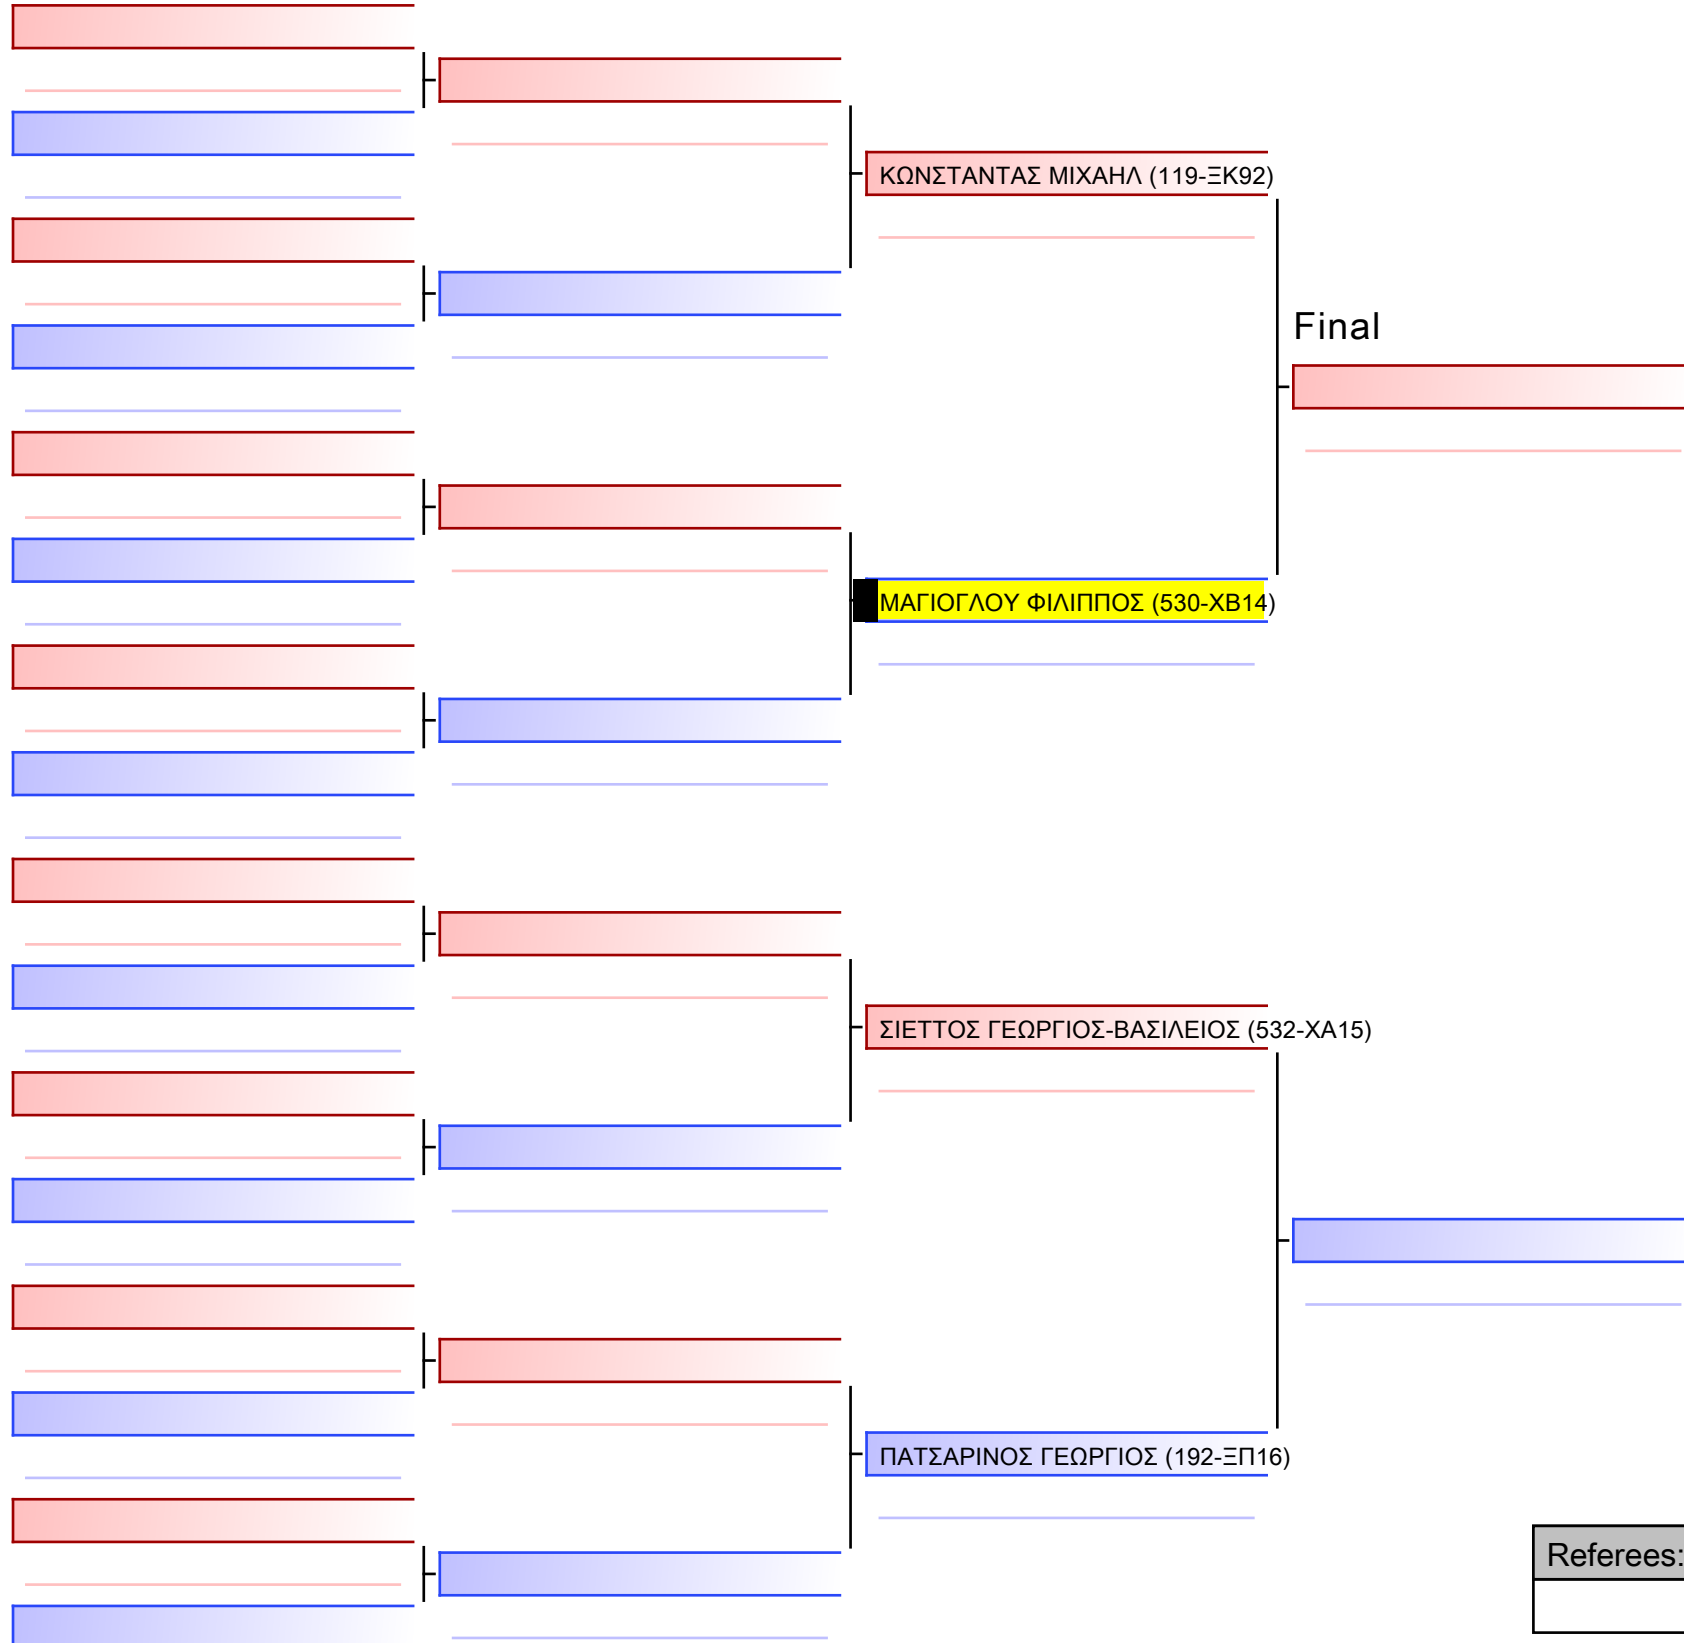 ΚΩΝΣΤΑΝΤΑΣ ΜΙΧΑΗΛ (119-ΞΚ92)
Final
ΜΑΓΙΟΓΛΟΥ ΦΙΛΙΠΠΟΣ (530-ΧΒ14)
ΣΙΕΤΤΟΣ ΓΕΩΡΓΙΟΣ-ΒΑΣΙΛΕΙΟΣ (532-ΧΑ15)
ΠΑΤΣΑΡΙΝΟΣ ΓΕΩΡΓΙΟΣ (192-ΞΠ16)
Referees: